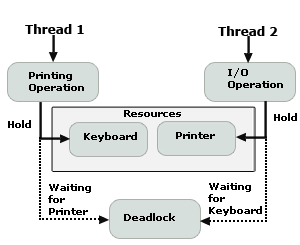 Thread 1
Thread 2
Printing
Operation
I/O
Operation
Hold
Hold
Resources
Keyboard
Printer
Waiting
for
Printer
Waiting
for
Keyboard
Deadlock